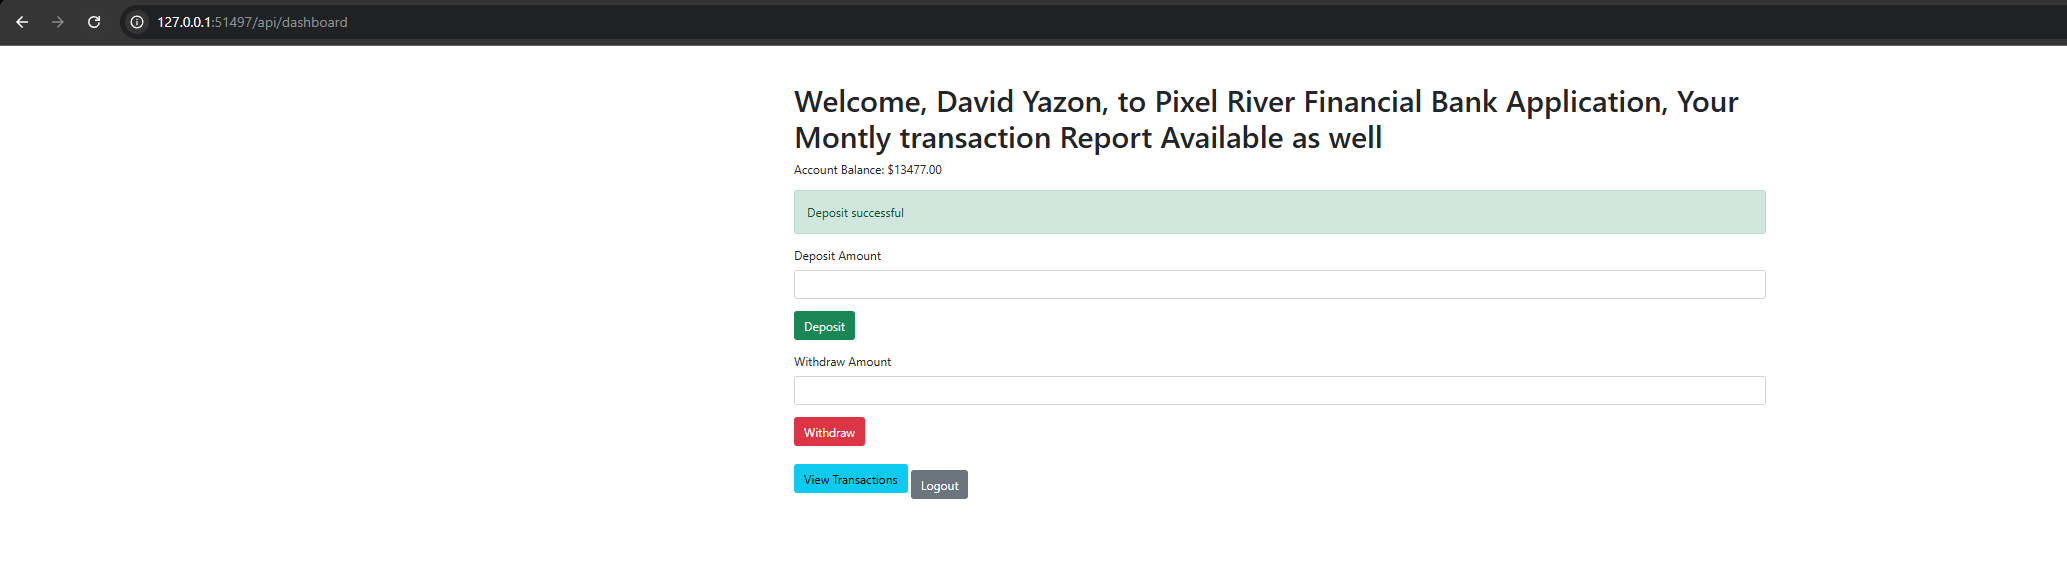 127.0.0.1:51497/api/dashboard
Welcome, David Yazon, to Pixel River Financial Bank Application, Your
Montly transaction Report Available as well
Account Balance: $13477.00
Deposit successful
Deposit Amount
Deposit
Withdraw Amount
Withdraw
View Transactions
Logout